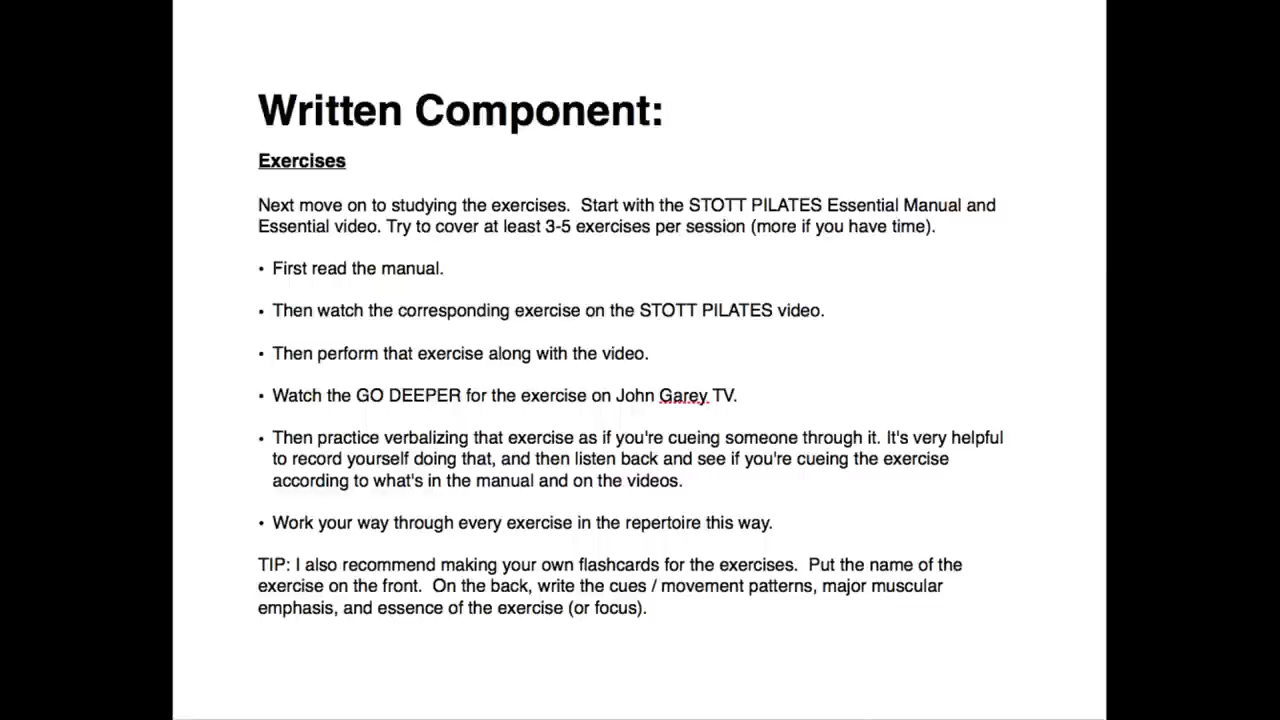 Written Component:
Exercises
Next move on to studying the exercises.  Start with the STOTT PILATES Essential Manual and
Essential video. Try to cover at least 3-5 exercises per session (more if you have time).
• First read the manual.
• Then watch the corresponding exercise on the STOTT PILATES video.
• Then perform that exercise along with the video.
• Watch the GO DEEPER for the exercise on John Garey TV.
• Then practice verbalizing that exercise as if you're cueing someone through it. It's very helpful
to record yourself doing that, and then listen back and see if you're cueing the exercise
according to what's in the manual and on the videos.
• Work your way through every exercise in the repertoire this way.
TIP: I also recommend making your own flashcards for the exercises.  Put the name of the
exercise on the front.  On the back, write the cues / movement patterns, major muscular
emphasis, and essence of the exercise (or focus).